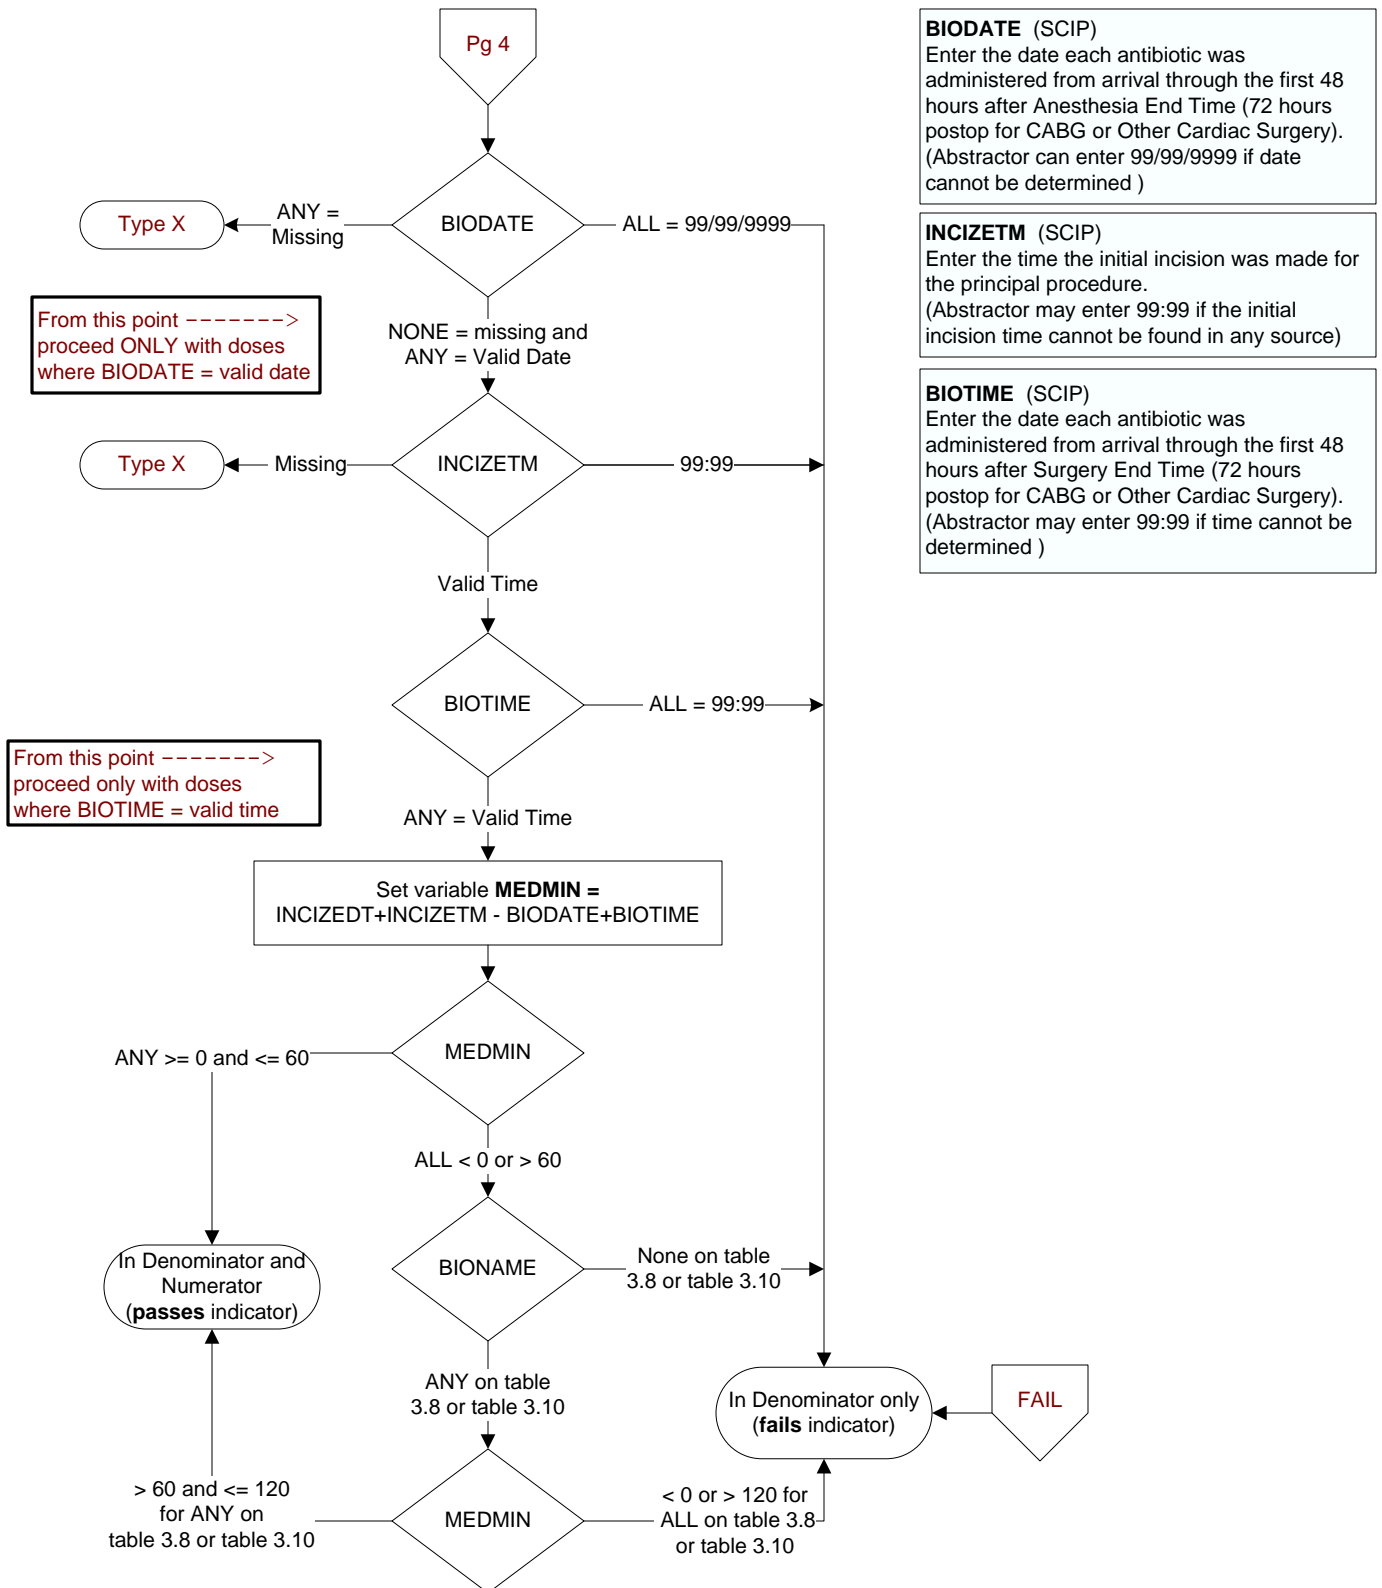 Pg 4
BIODATE (SCIP)
Enter the date each antibiotic was
administered from arrival through the first 48
hours after Anesthesia End Time (72 hours
postop for CABG or Other Cardiac Surgery).
(Abstractor can enter 99/99/9999 if date
cannot be determined )
INCIZETM (SCIP)
Enter the time the initial incision was made for
the principal procedure.
(Abstractor may enter 99:99 if the initial
incision time cannot be found in any source)
BIOTIME (SCIP)
Enter the date each antibiotic was
administered from arrival through the first 48
hours after Surgery End Time (72 hours
postop for CABG or Other Cardiac Surgery).
(Abstractor may enter 99:99 if time cannot be
determined )
Type X
ANY =
Missing
BIODATE
ALL = 99/99/9999
From this point ------->
proceed ONLY with doses
where BIODATE = valid date
NONE = missing and
ANY = Valid Date
Type X
Missing
INCIZETM
99:99
Valid Time
BIOTIME
ALL = 99:99
From this point ------->
proceed only with doses
where BIOTIME = valid time
ANY = Valid Time
Set variable MEDMIN =
INCIZEDT+INCIZETM - BIODATE+BIOTIME
ANY >= 0 and <= 60
MEDMIN
ALL < 0 or > 60
In Denominator and
Numerator
(passes indicator)
BIONAME
None on table
3.8 or table 3.10
ANY on table
3.8 or table 3.10
In Denominator only
(fails indicator)
FAIL
> 60 and <= 120
for ANY on
table 3.8 or table 3.10
MEDMIN
< 0 or > 120 for
ALL on table 3.8
or table 3.10